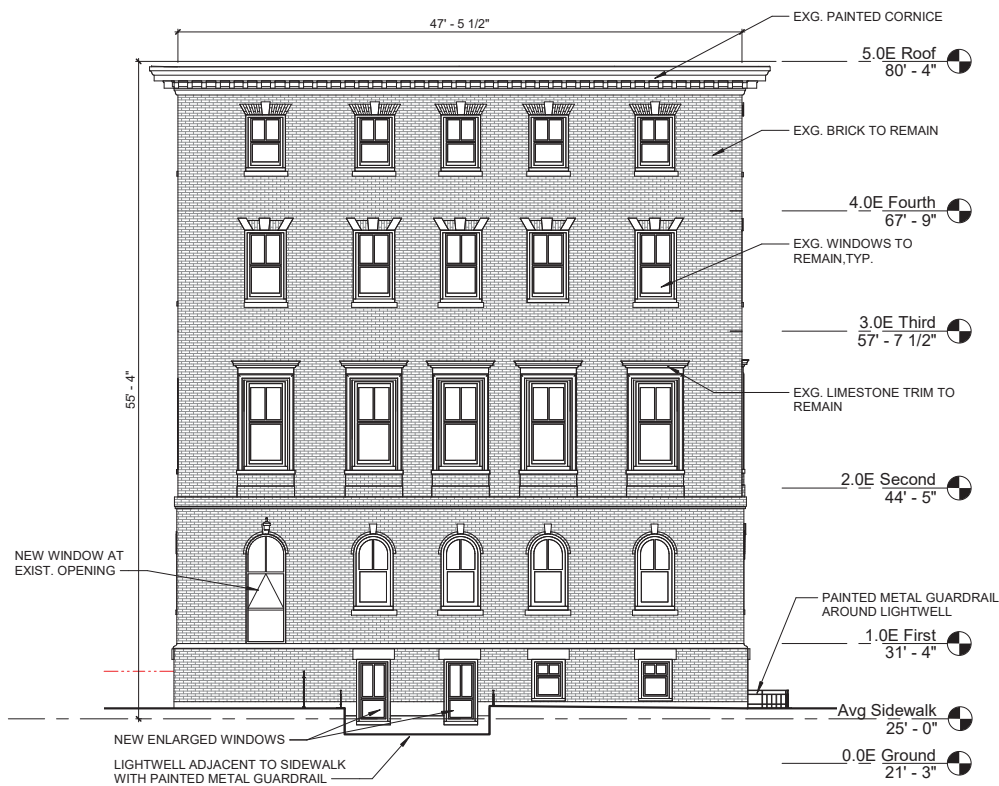 47' - 5 1/2"
EXG. PAINTED CORNICE
5.0E Roof
80' - 4"
EXG. BRICK TO REMAIN
4.0E Fourth
67' - 9"
EXG. WINDOWS TO
REMAIN,TYP.
3.0E Third
57' - 7 1/2"
55' - 4"
EXG. LIMESTONE TRIM TO
REMAIN
2.0E Second
44' - 5"
NEW WINDOW AT
EXIST. OPENING
PAINTED METAL GUARDRAIL
AROUND LIGHTWELL
1.0E First
31' - 4"
Avg Sidewalk
25' - 0"
NEW ENLARGED WINDOWS
LIGHTWELL ADJACENT TO SIDEWALK
WITH PAINTED METAL GUARDRAIL
0.0E Ground
21' - 3"